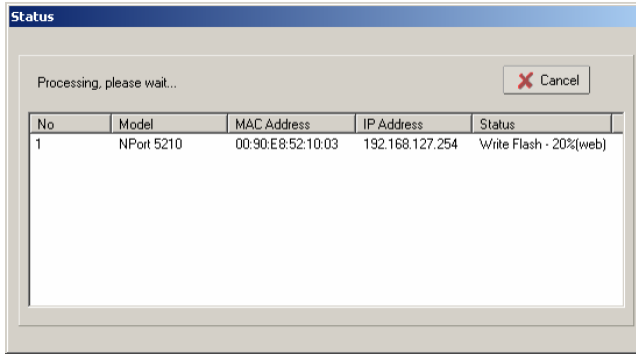 Status
Processing, please wait...
Cancel
No Model MAC Address IP Address Status
1 NPort 5210 00:90:E8:52:10:03 192.168.127.254 Write Flash - 20%(web)